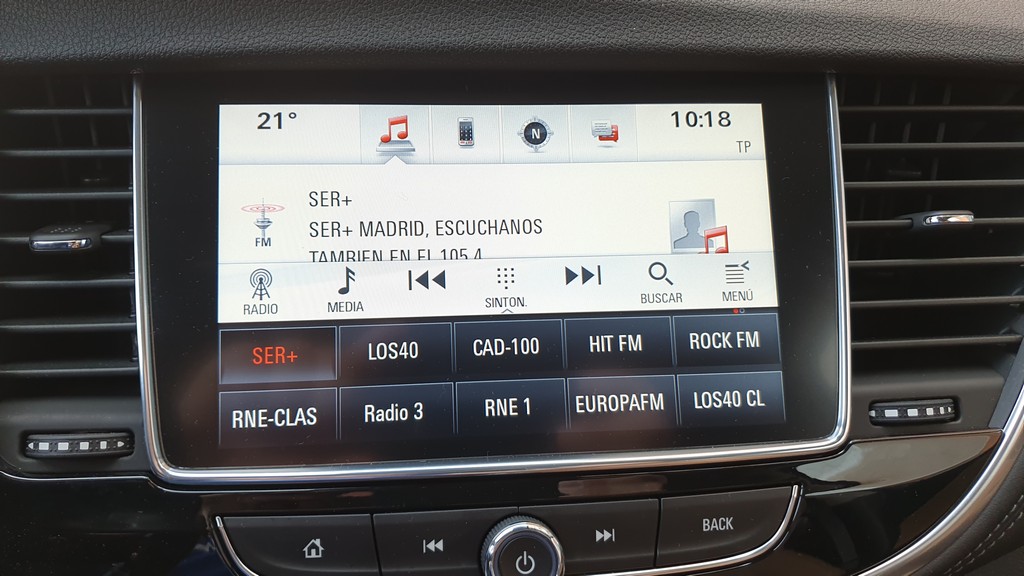 21° 10:18
TP
N
SER+
SER+ MADRID, ESCUCHANOS
TAMBIEN EN EL 105.4
FM
RADIO MEDIA SINTON. BUSCAR MENÚ
SER+ LOS40 CAD-100 HIT FM ROCK FM
RNE-CLAS Radio 3 RNE 1 EUROPAFM LOS40 CL
BACK